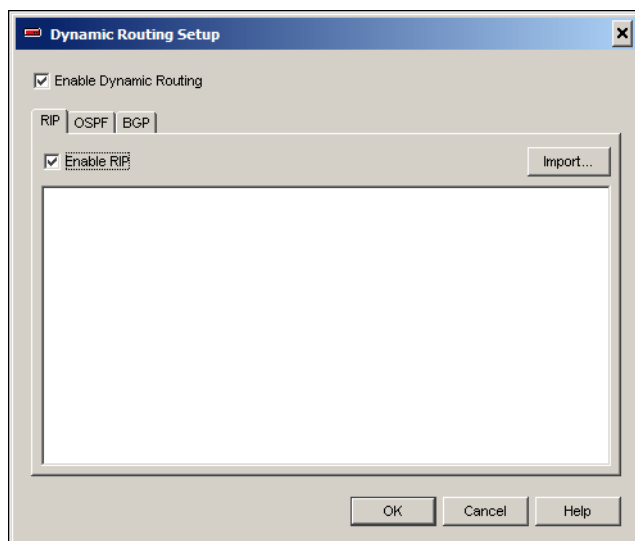 Dynamic Routing Setup
Enable Dynamic Routing
RIP OSPF BGP
Enable RIP Import...
OK Cancel Help